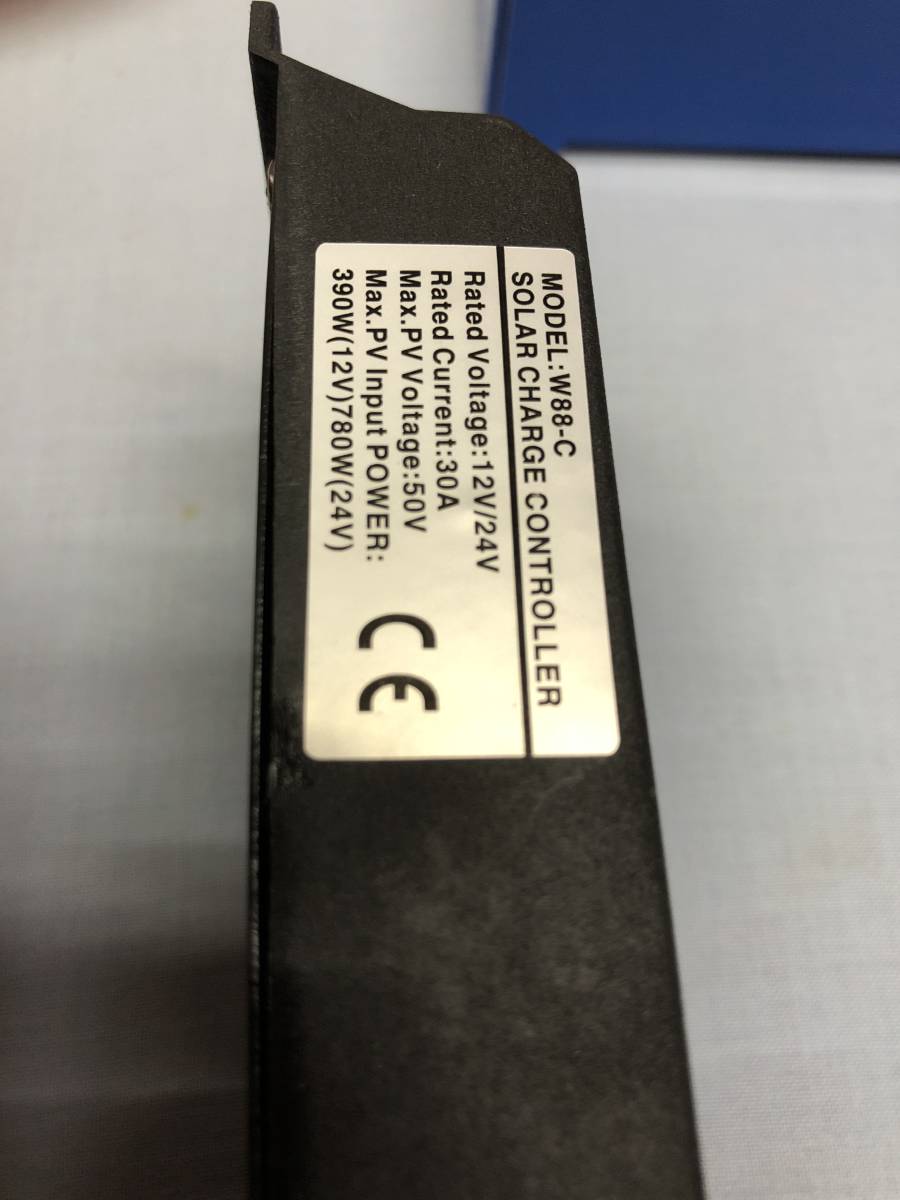 MODEL:W88-C
SOLAR CHARGE CONTROLLER
Rated Voltage:12V/24V
Rated Current:30A
Max.PV Voltage:50V
Max.PV Input POWER:
390W(12V)780W(24V)
CE